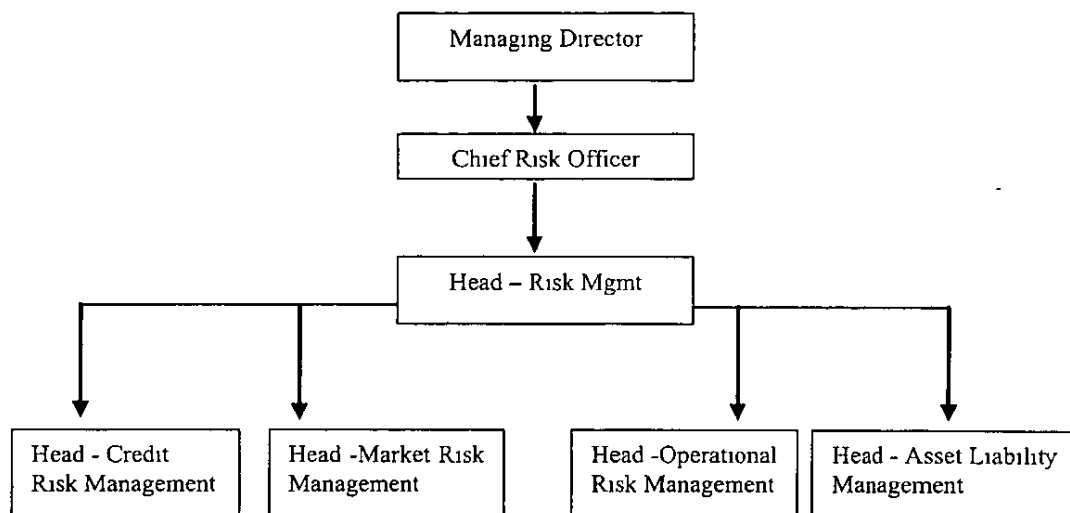 Managing Director
Chief Risk Officer
Head – Risk Mgmt
Head - Credit
Risk Management
Head -Market Risk
Management
Head -Operational
Risk Management
Head - Asset Liability
Management